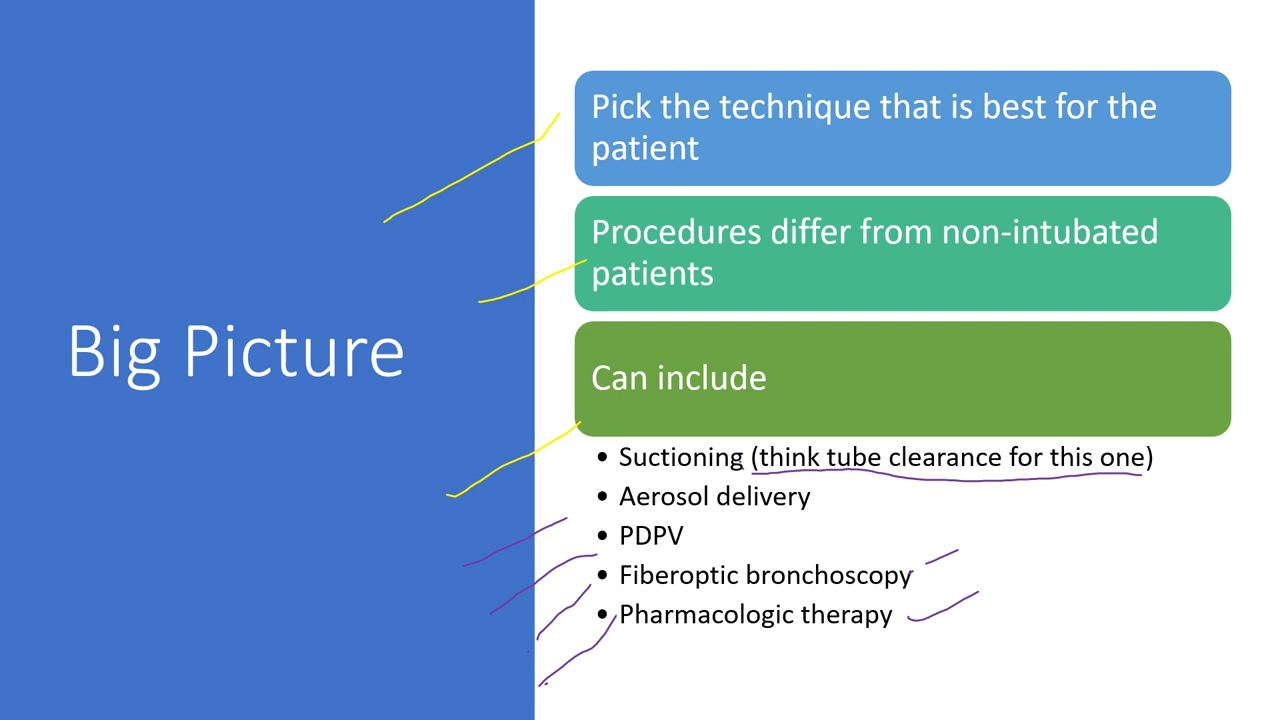 Big Picture
Pick the technique that is best for the
patient
Procedures differ from non-intubated
patients
Can include
• Suctioning (think tube clearance for this one)
• Aerosol delivery
• PDPV
• Fiberoptic bronchoscopy
• Pharmacologic therapy